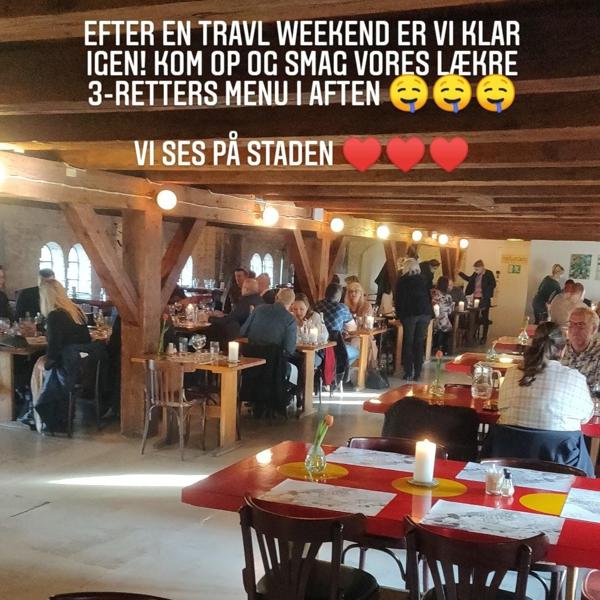 EFTER EN TRAVL WEEKEND ER VI KLAR
IGEN! KOM OP OG SMAG VORES LÆKRE
3-RETTERS MENU I AFTEN 🤤🤤🤤
VI SES PÅ STADEN ♥️♥️♥️